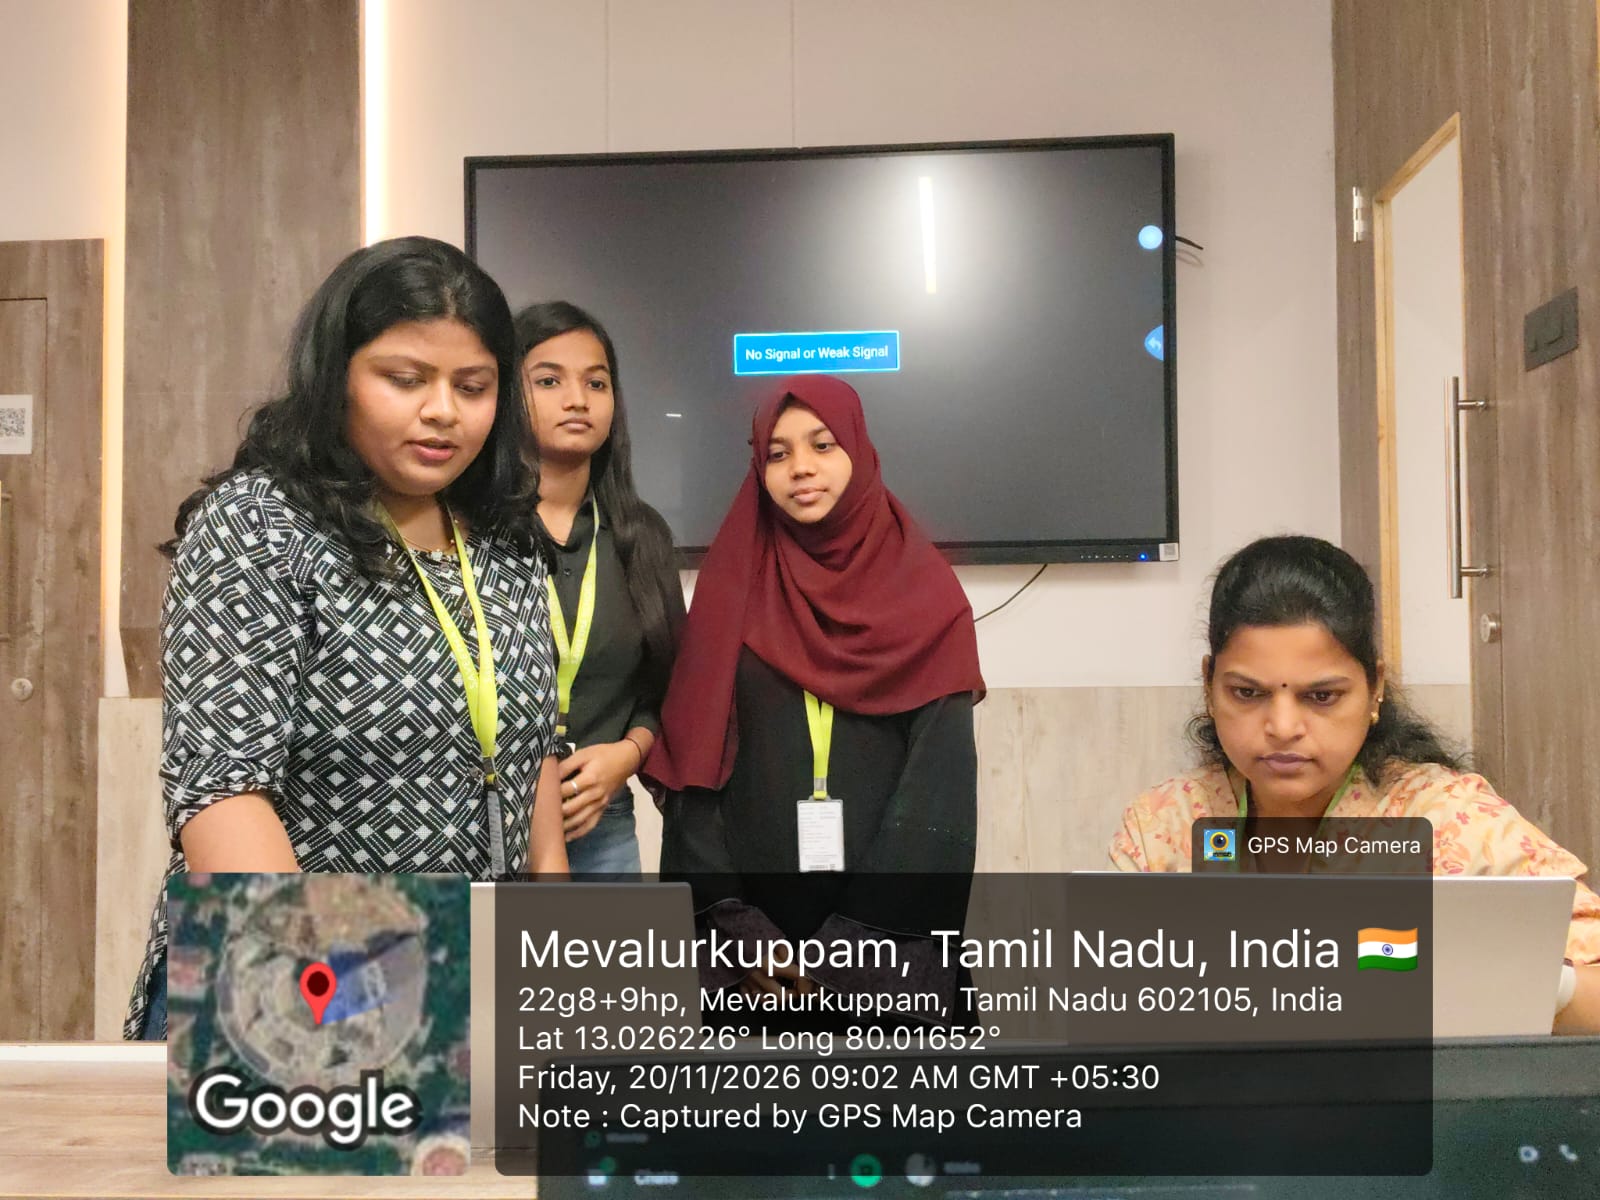 No Signal or Weak Signal
GPS Map Camera
Mevalurkuppam, Tamil Nadu, India
22g8+9hp, Mevalurkuppam, Tamil Nadu 602105, India
Lat 13.026226° Long 80.01652°
Friday, 20/11/2026 09:02 AM GMT +05:30
Note : Captured by GPS Map Camera
Google
Chats